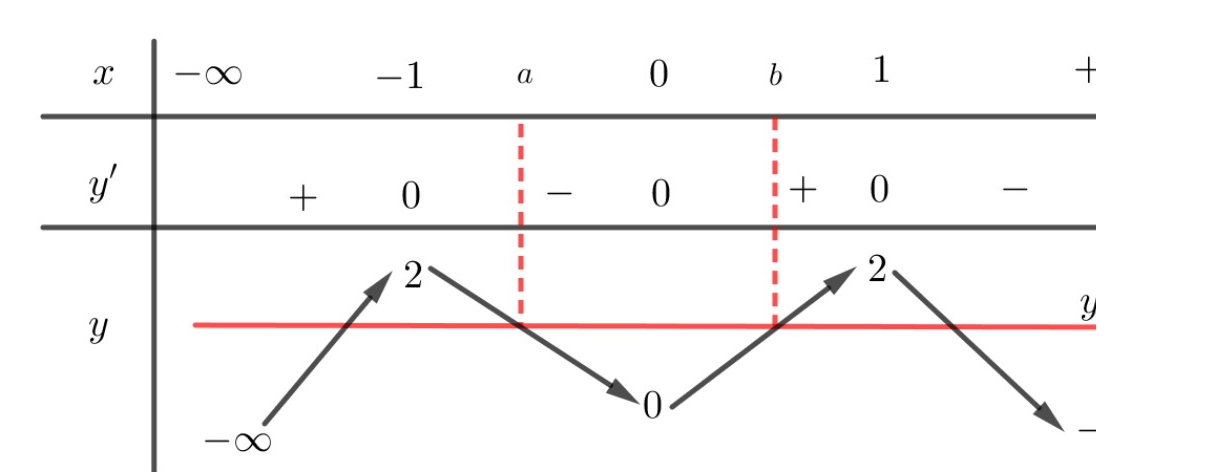 x −∞ −1 a 0 b 1 +
y′ + 0 − 0 + 0 −
2 2
y y
0
−∞ −